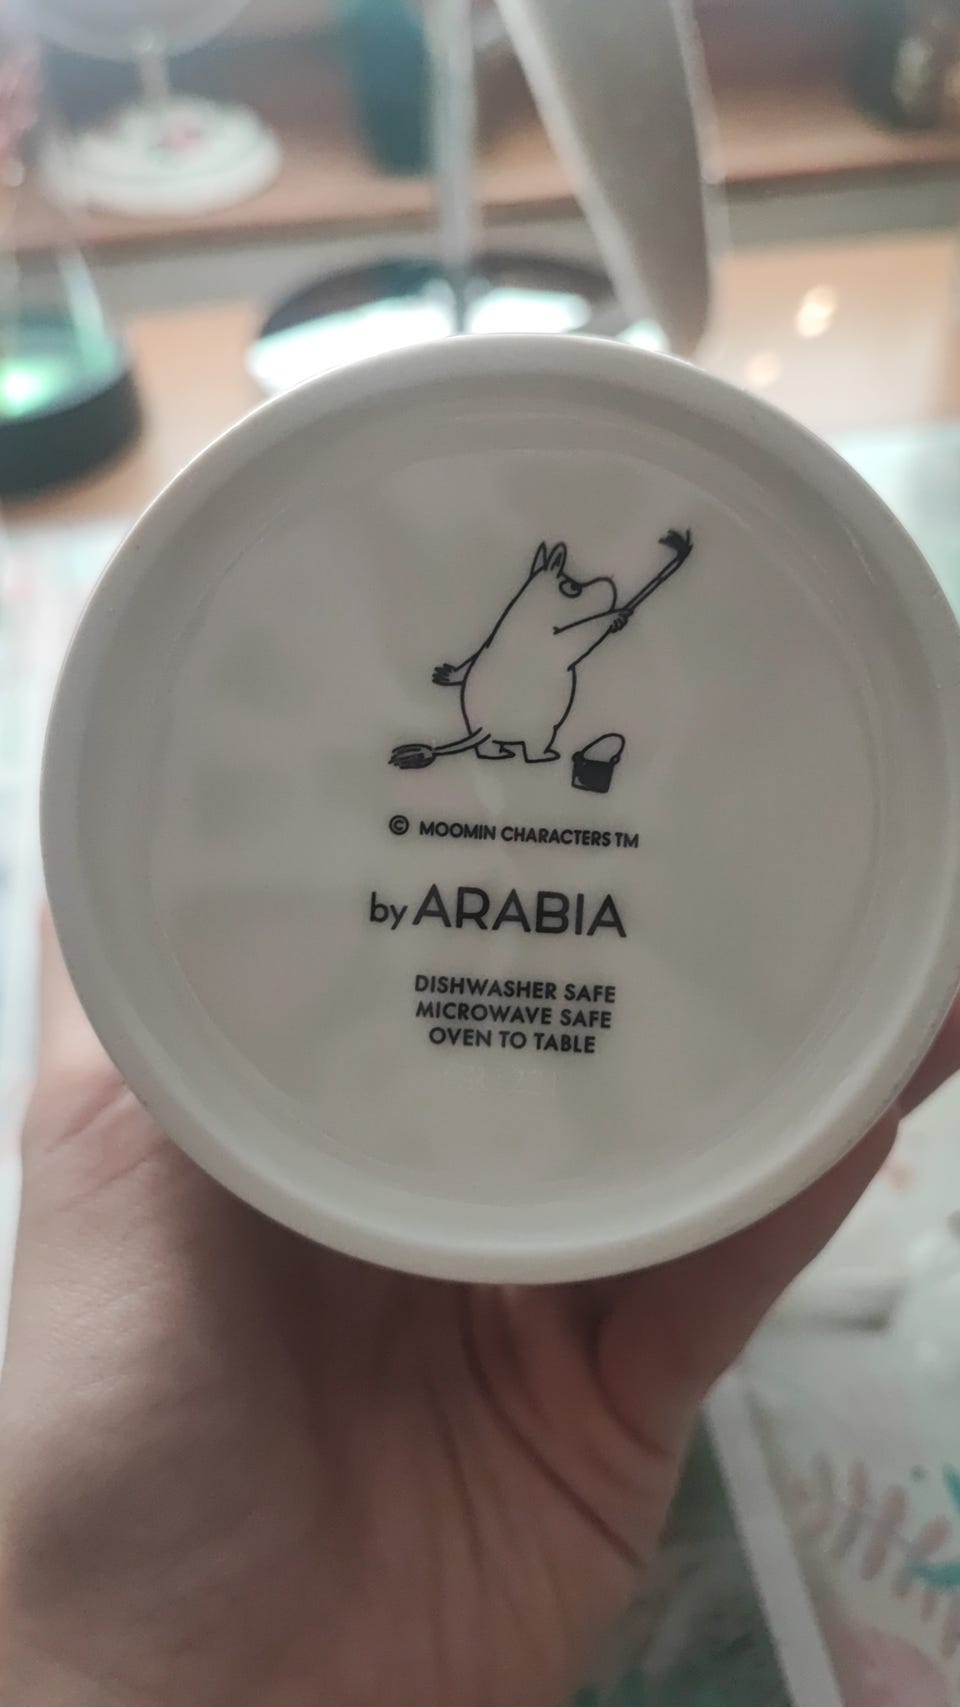 © MOOMIN CHARACTERS TM
by ARABIA
DISHWASHER SAFE
MICROWAVE SAFE
OVEN TO TABLE